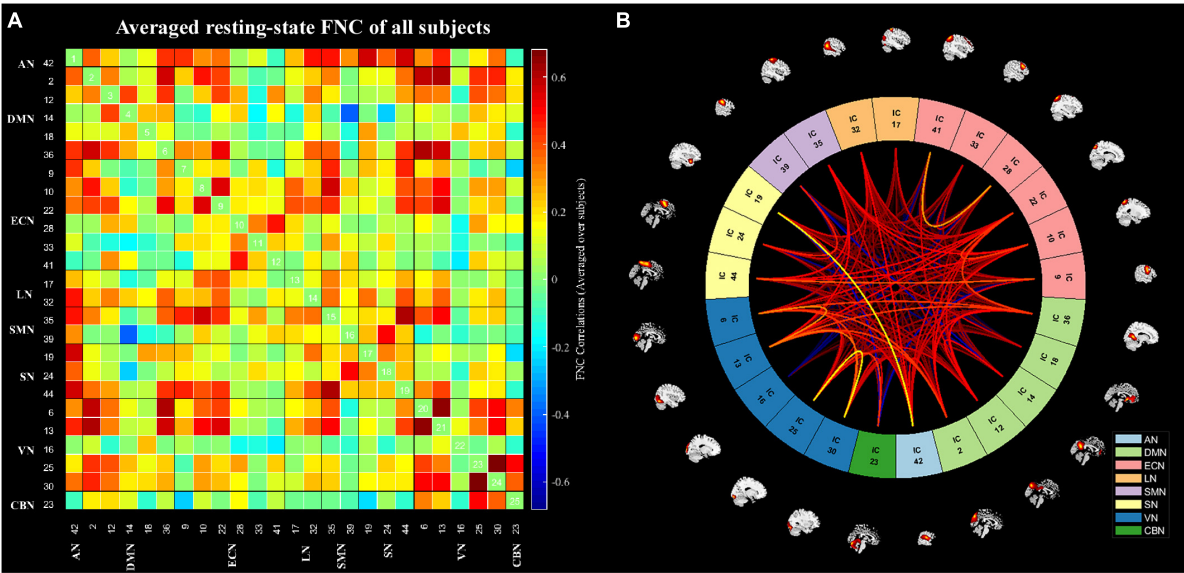 A
Averaged resting-state FNC of all subjects
AN
DMN
ECN
LN
SMN
SN
VN
CBN
42
2
12
14
18
36
9
10
22
28
33
41
17
32
35
39
19
24
44
6
13
16
25
30
23
1
2
3
4
5
6
7
8
9
10
11
12
13
14
15
16
17
18
19
20
21
22
23
24
25
42 2 12 14 18 36 9 10 22 28 33 41 17 32 35 39 19 24 44 6 13 16 25 30 23
AN DMN ECN LN SMN SN VN CBN
0.6
0.4
0.2
0
-0.2
-0.4
-0.6
FNC Correlations (Averaged over subjects)
B
IC 17
IC 41
IC 33
IC 28
IC 22
IC 10
IC 9
IC 36
IC 18
IC 14
IC 12
IC 2
IC 42
IC 23
IC 30
IC 25
IC 16
IC 13
IC 6
IC 44
IC 24
IC 19
IC 39
IC 35
IC 32
AN
DMN
ECN
LN
SMN
SN
VN
CBN